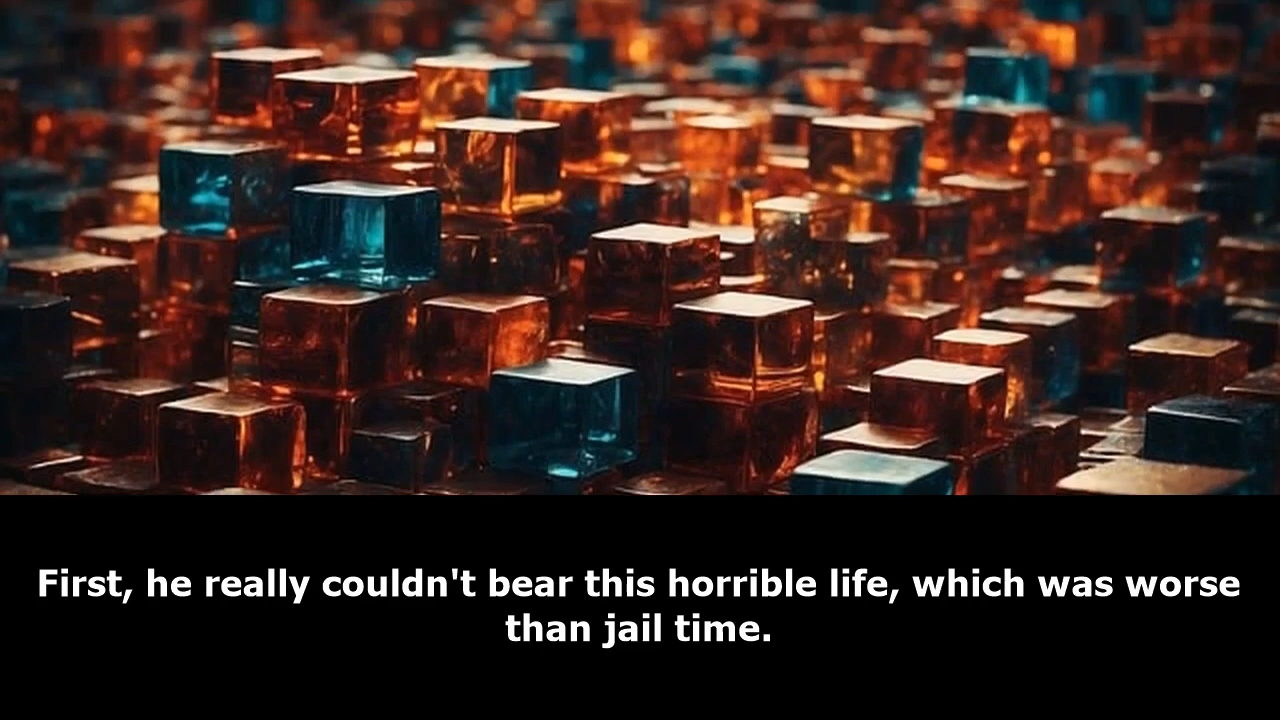 First, he really couldn't bear this horrible life, which was worse
than jail time.